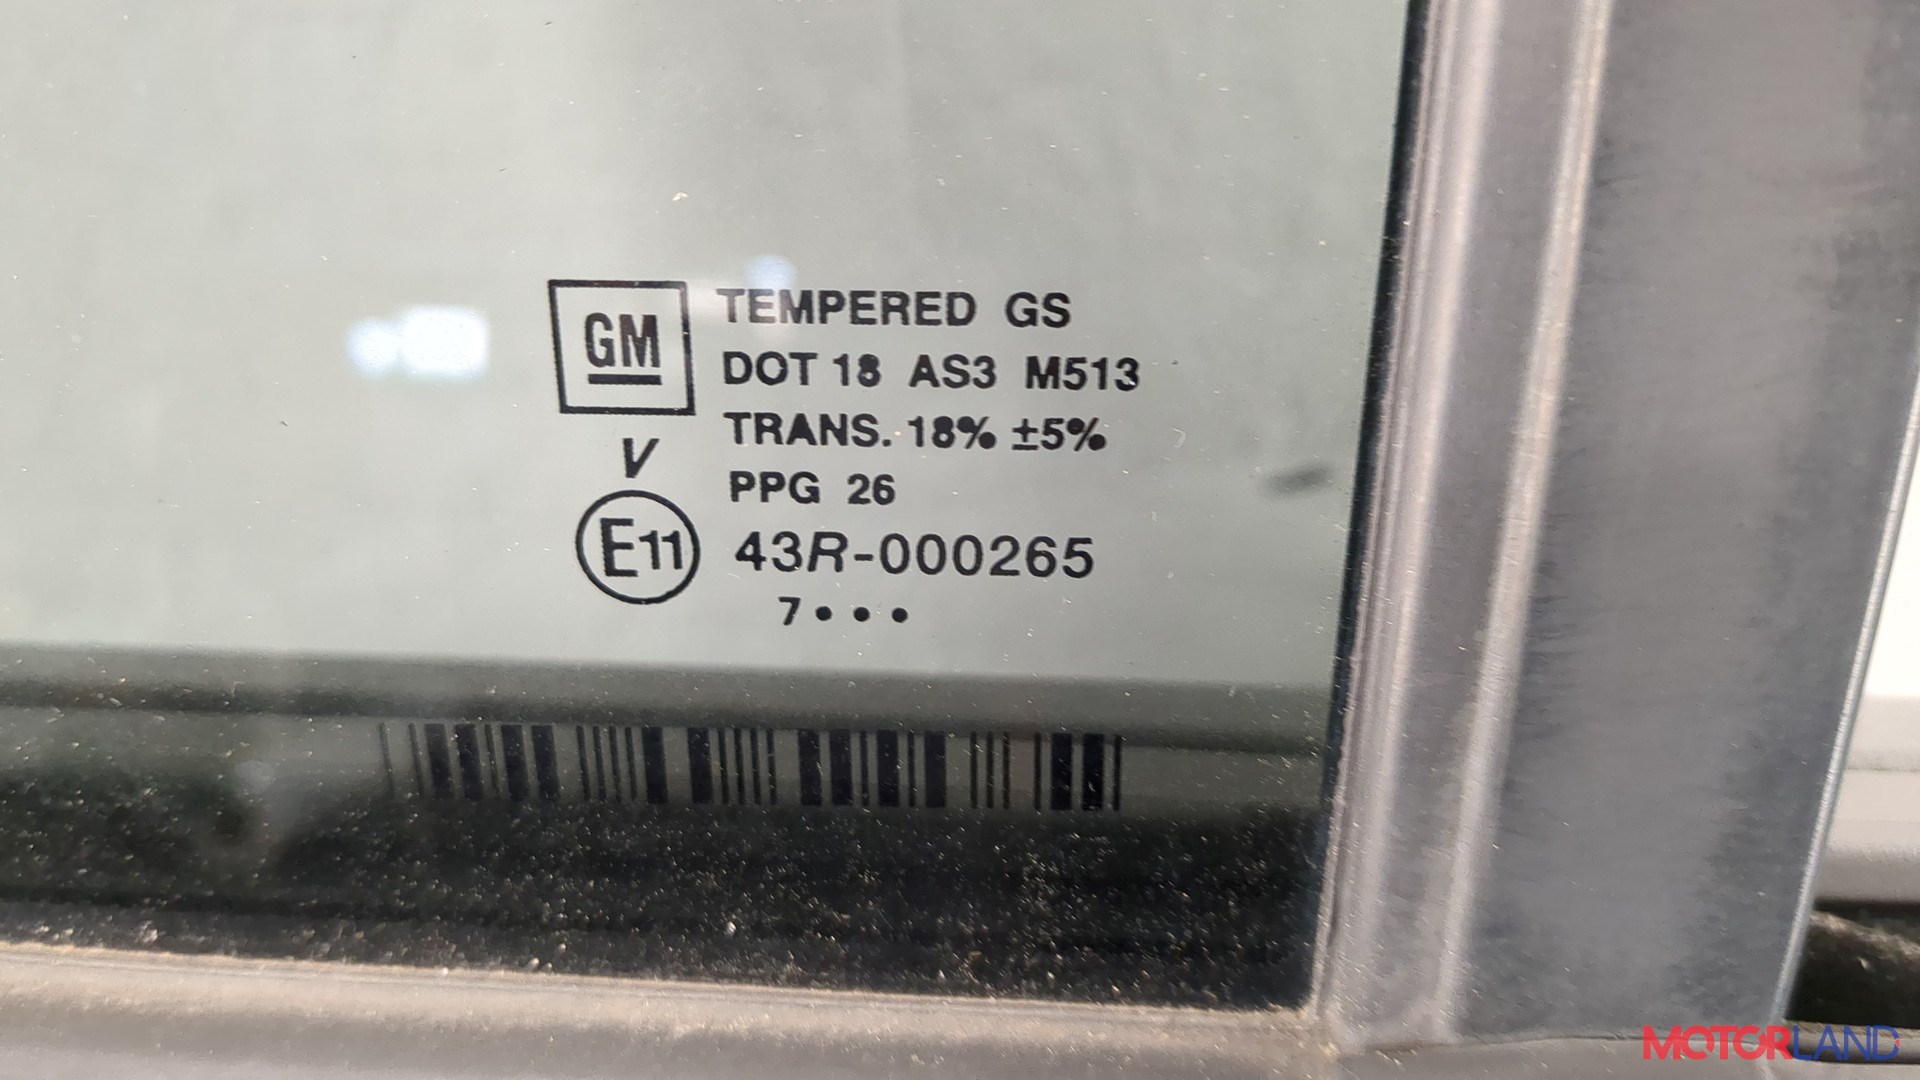 GM
TEMPERED GS
DOT 18 AS3 M513
TRANS. 18% ±5%
V
PPG 26
E11 43R-000265
7•••
MOTORLAND